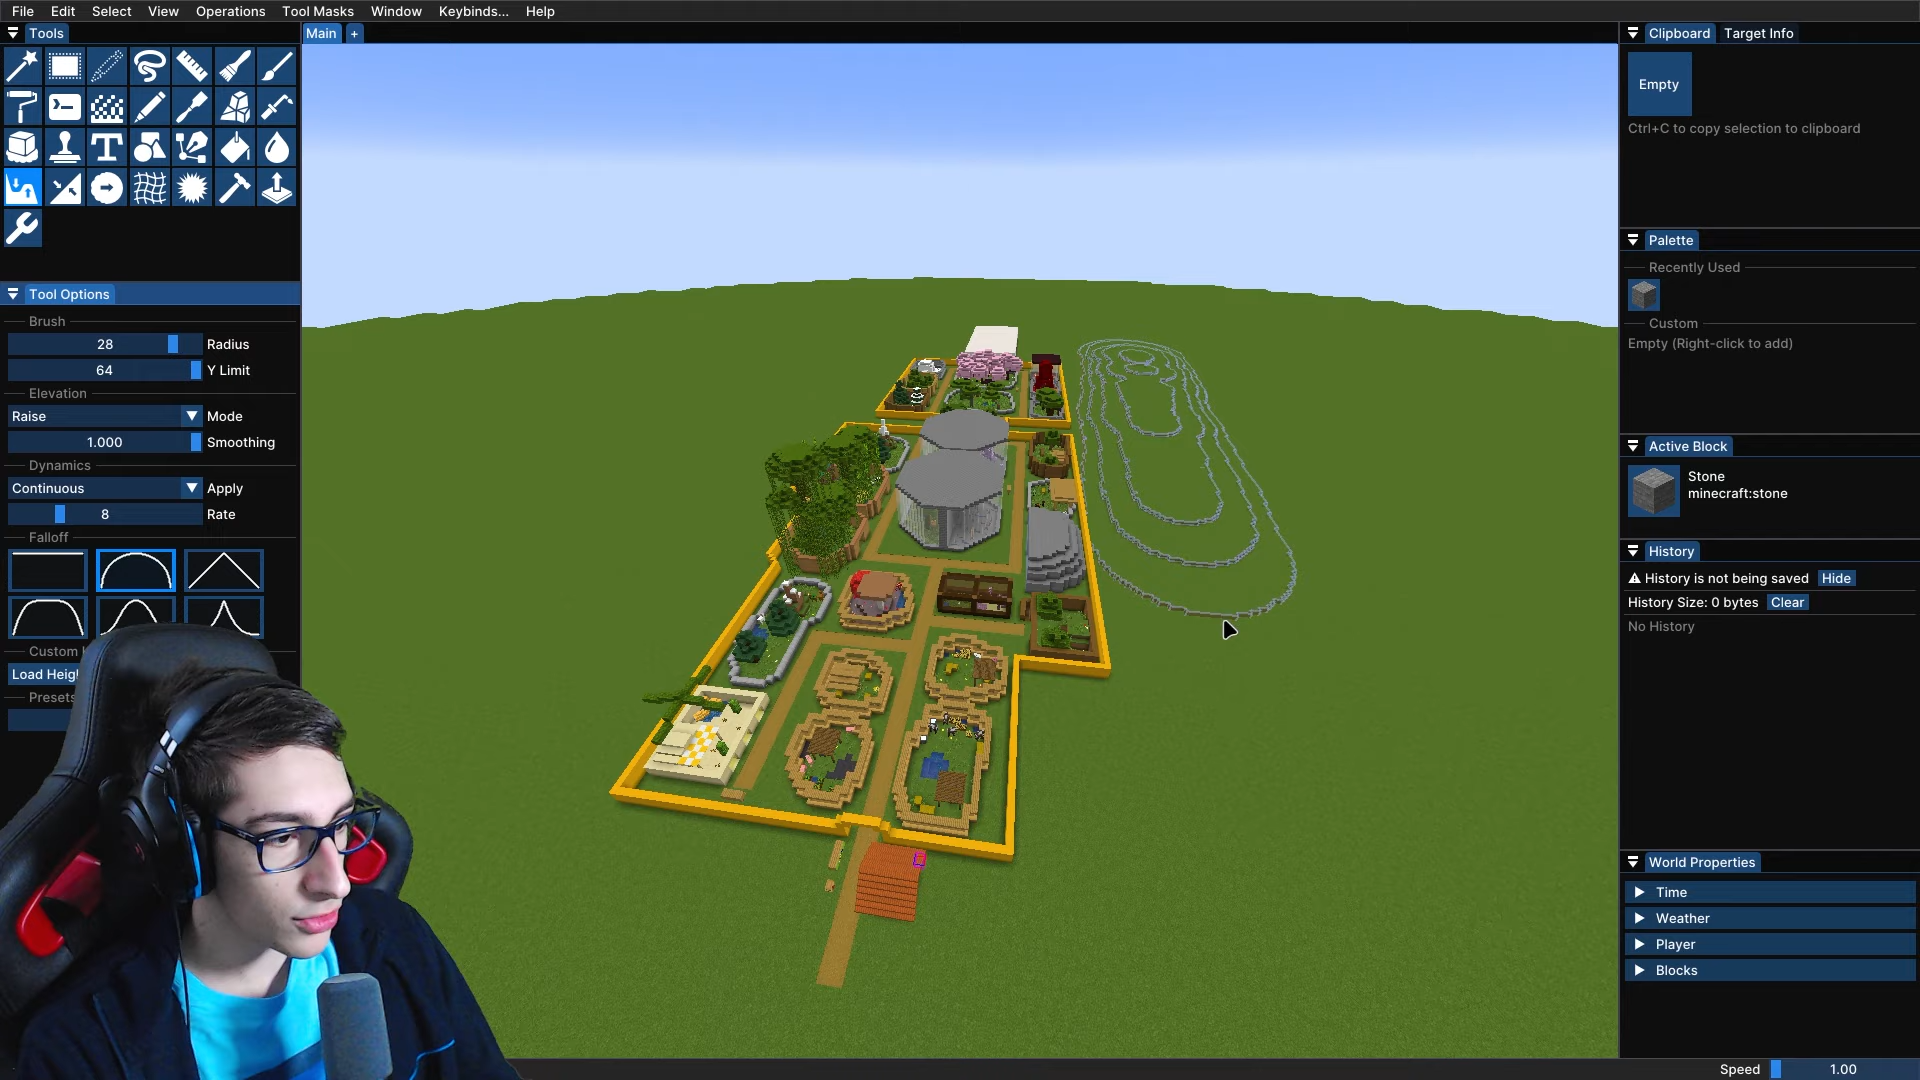 File Edit Select View Operations Tool Masks Window Keybinds... Help
Tools
Main +
Clipboard Target Info
Empty
Ctrl+C to copy selection to clipboard
Palette
Recently Used
Custom
Empty (Right-click to add)
Active Block
Stone
minecraft:stone
History
History is not being saved Hide
History Size: 0 bytes Clear
No History
World Properties
Time
Weather
Player
Blocks
Tool Options
Brush
28 Radius
64 Y Limit
Elevation
Raise Mode
1.000 Smoothing
Dynamics
Continuous Apply
8 Rate
Falloff
Custom
Load
Presets
Speed 1.00